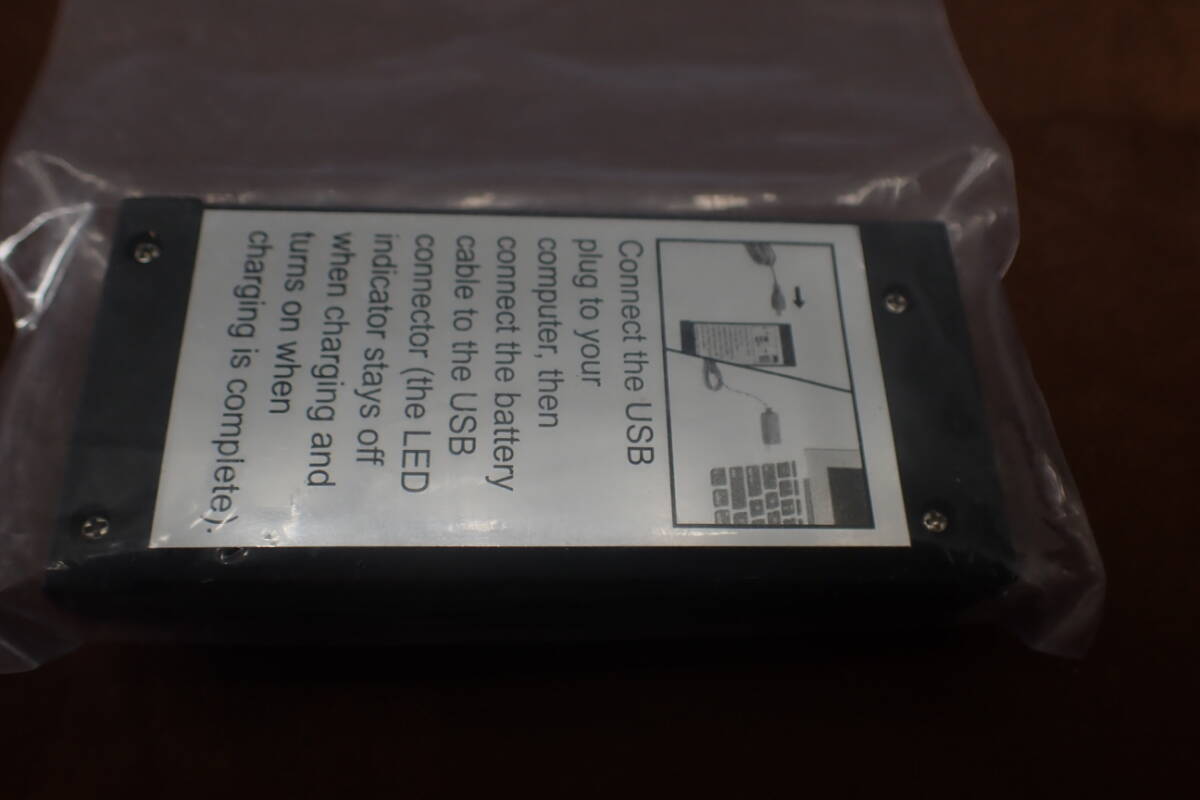 Connect the USB
plug to your
computer, then
connect the battery
cable to the USB
connector (the LED
indicator stays off
when charging and
turns on when
charging is complete).